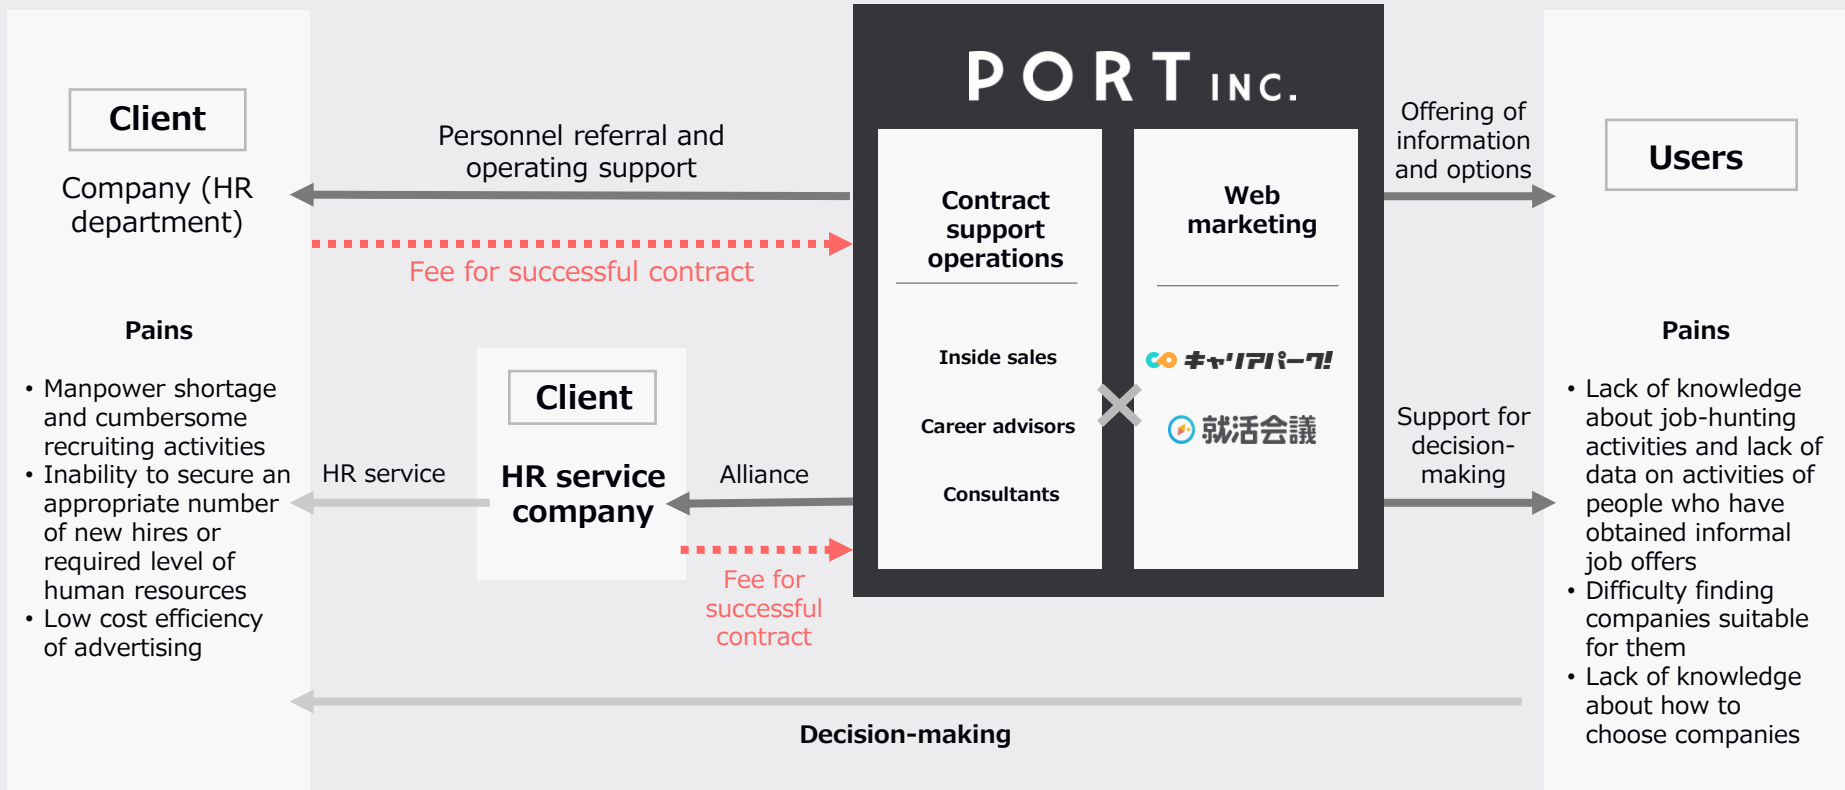 Client
Company (HR
department)
Pains
• Manpower shortage
and cumbersome
recruiting activities
• Inability to secure an
appropriate number
of new hires or
required level of
human resources
• Low cost efficiency
of advertising
Personnel referral and
operating support
Fee for successful contract
HR service
Client
HR service
company
Alliance
Fee for
successful
contract
PORT INC.
Contract
support
operations
Inside sales
Career advisors
Consultants
Web
marketing
キャリアパーク!
就活会議
Offering of
information
and options
Support for
decision-
making
Users
Pains
• Lack of knowledge
about job-hunting
activities and lack of
data on activities of
people who have
obtained informal
job offers
• Difficulty finding
companies suitable
for them
• Lack of knowledge
about how to
choose companies
Decision-making